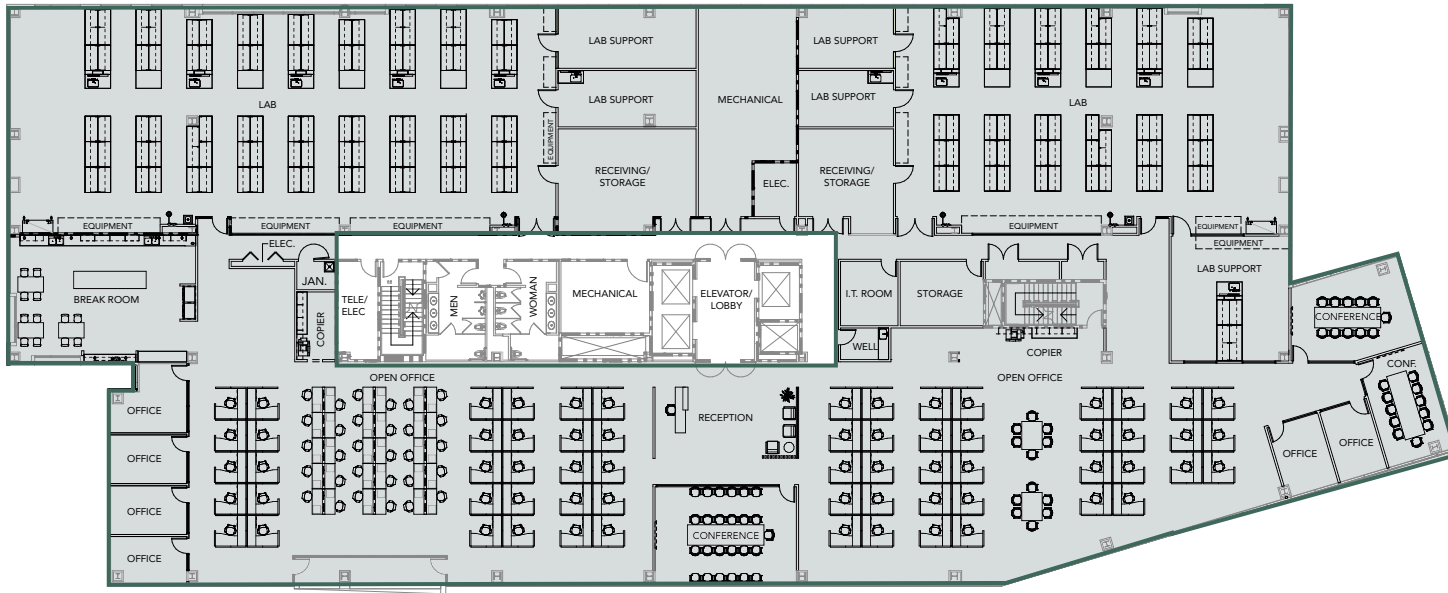 LAB SUPPORT
LAB SUPPORT
LAB SUPPORT
LAB SUPPORT
MECHANICAL
LAB
LAB
EQUIPMENT
RECEIVING/
STORAGE
ELEC.
RECEIVING/
STORAGE
EQUIPMENT
EQUIPMENT
EQUIPMENT
EQUIPMENT
EQUIPMENT
EQUIPMENT
ELEC.
JAN.
BREAK ROOM
COPIER
TELE/
ELEC
MEN
WOMAN
MECHANICAL
ELEVATOR/
LOBBY
I.T. ROOM
STORAGE
LAB SUPPORT
CONFERENCE
WELL
COPIER
CONF.
OPEN OFFICE
OPEN OFFICE
OFFICE
RECEPTION
OFFICE
OFFICE
OFFICE
OFFICE
CONFERENCE
OFFICE